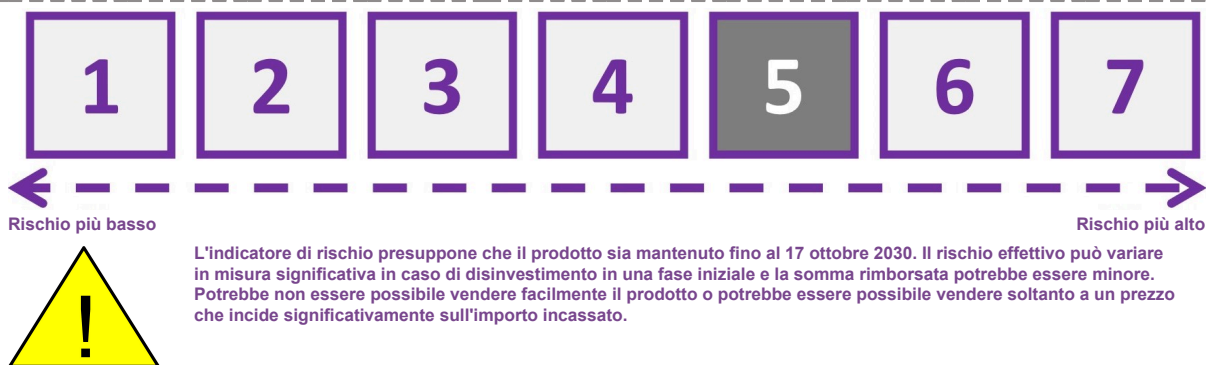 1 2 3 4 5 6 7
Rischio più basso Rischio più alto
L'indicatore di rischio presuppone che il prodotto sia mantenuto fino al 17 ottobre 2030. Il rischio effettivo può variare
in misura significativa in caso di disinvestimento in una fase iniziale e la somma rimborsata potrebbe essere minore.
Potrebbe non essere possibile vendere facilmente il prodotto o potrebbe essere possibile vendere soltanto a un prezzo
che incide significativamente sull'importo incassato.
!